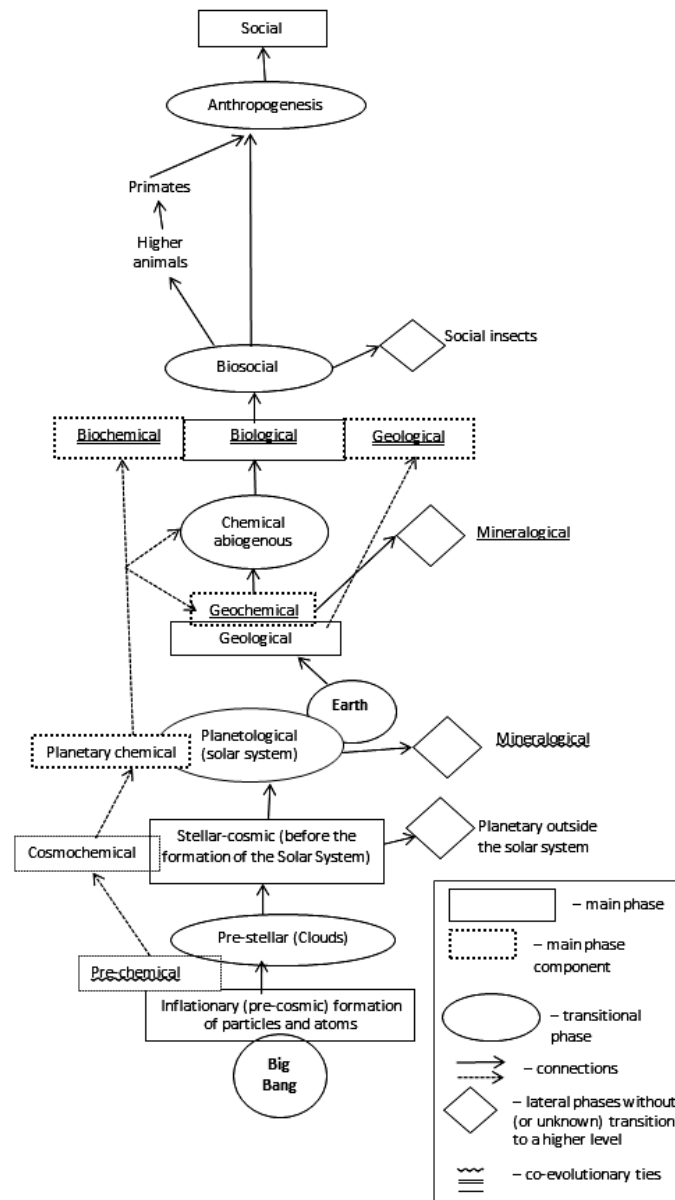 Social
Anthropogenesis
Primates
Higher
animals
Social insects
Biosocial
Biochemical
Biological
Geological
Chemical
abiogenous
Mineralogical
Geochemical
Geological
Earth
Planetological
(solar system)
Planetary chemical
Mineralogical
Stellar-cosmic (before the
formation of the Solar System)
Planetary outside
the solar system
Cosmochemical
Pre-stellar (Clouds)
Pre-chemical
Inflationary (pre-cosmic) formation
of particles and atoms
Big
Bang
– main phase
– main phase
component
– transitional
phase
– connections
– lateral phases without
(or unknown) transition
to a higher level
– co-evolutionary ties